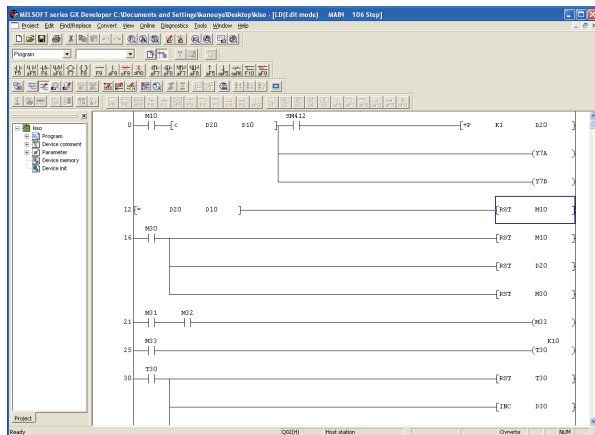 MELSOFT series GX Developer C:\Documents and Settings\kanouya\Desktop\kiso - [LD(Edit mode) MAIN 106 Step]
Project Edit Find/Replace Convert View Online Diagnostics Tools Window Help
Program
kiso
Program
Device comment
Parameter
Device memory
Device init
Project
M10 SM412
0 [< D20 D10 ] [+P K1 D20 ]
(Y7A )
(Y7B )
12 [= D20 D10 ] [RST M10 ]
M30
16 [RST M10 ]
[RST D20 ]
[RST M30 ]
M31 M32
21 (M33 )
M33 K10
25 (T30 )
T30
30 [RST T30 ]
[INC D30 ]
Ready Q02(H) Host station Ovrwrte NUM